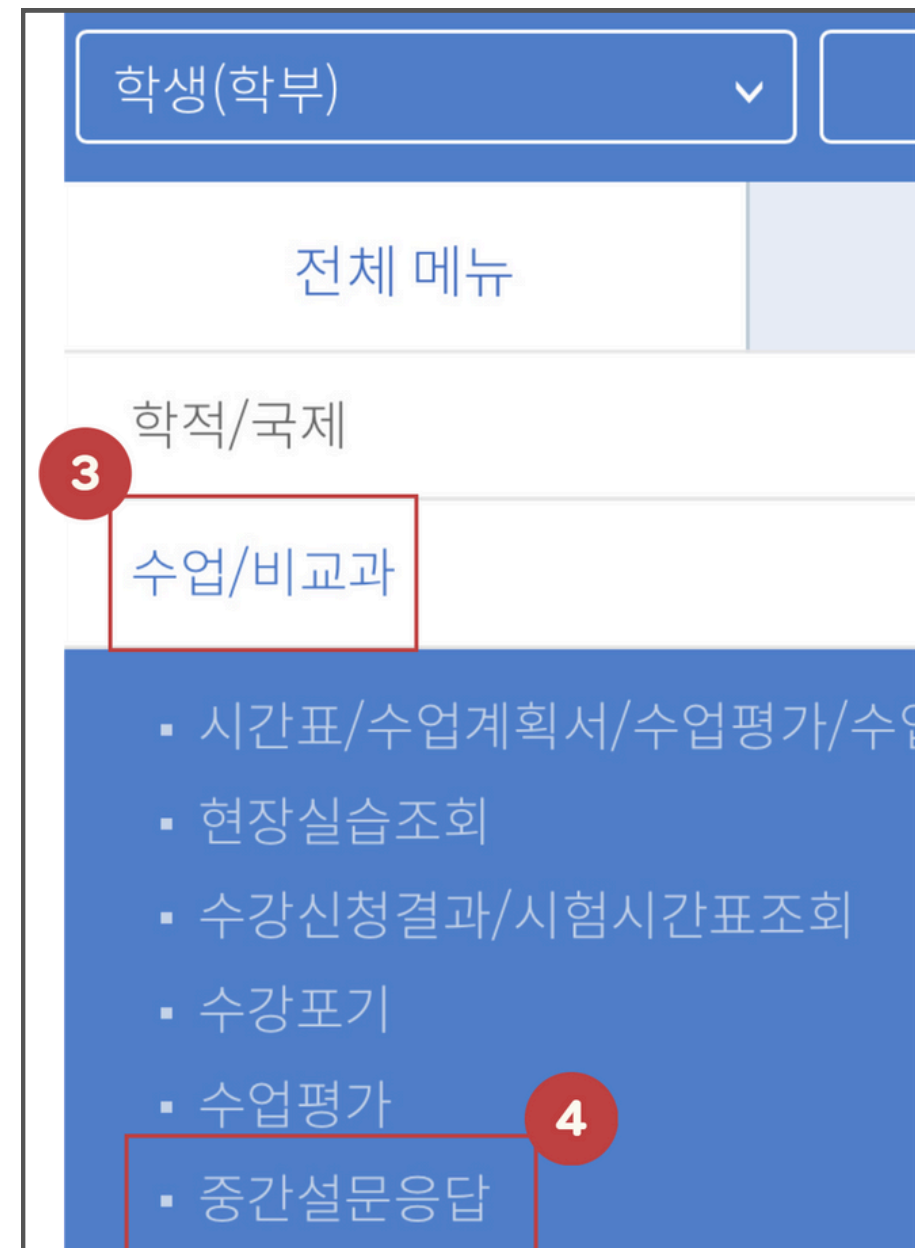 학생(학부)
전체 메뉴
학적/국제
3
수업/비교과
▪ 시간표/수업계획서/수업평가/수업
▪ 현장실습조회
▪ 수강신청결과/시험시간표조회
▪ 수강포기
▪ 수업평가
4
▪ 중간설문응답